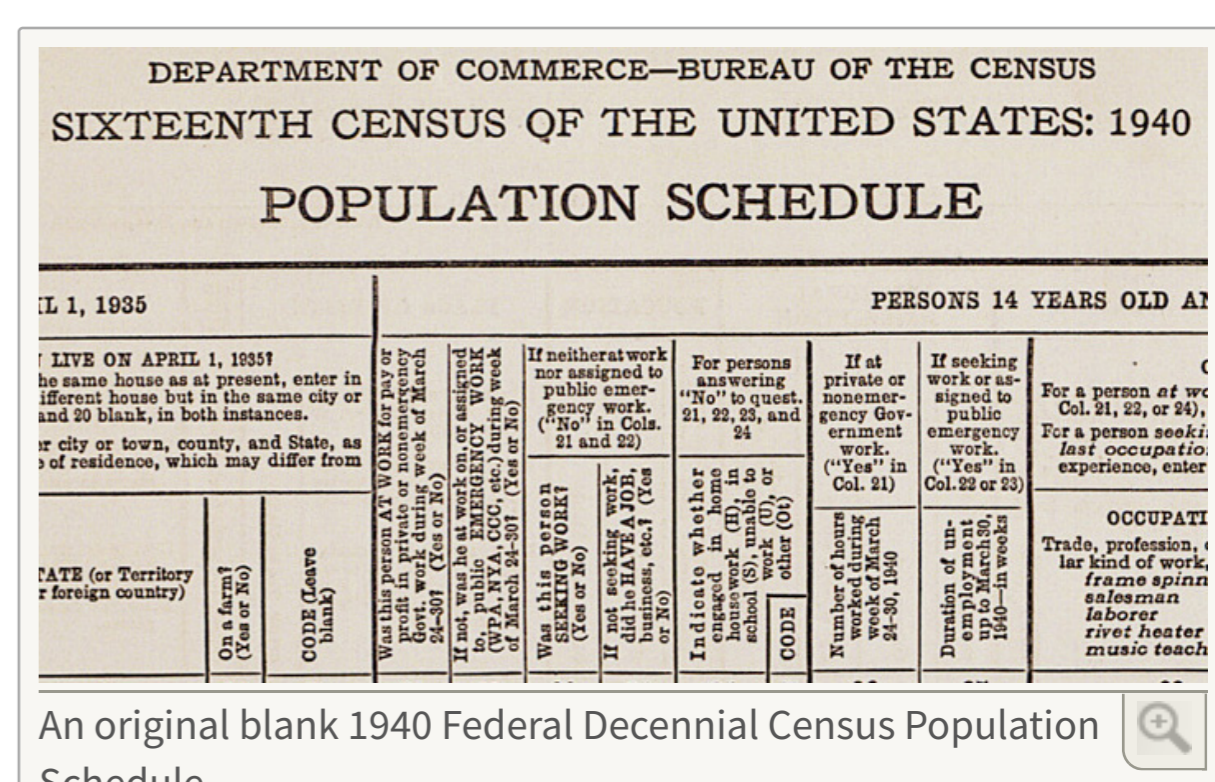 DEPARTMENT OF COMMERCE—BUREAU OF THE CENSUS
SIXTEENTH CENSUS OF THE UNITED STATES: 1940
POPULATION SCHEDULE
IL 1, 1935
PERSONS 14 YEARS OLD AN
LIVE ON APRIL 1, 1935?
he same house as at present, enter in
ifferent house but in the same city or
and 20 blank, in both instances.
r city or town, county, and State, as
of residence, which may differ from
TATE (or Territory
r foreign country)
On a farm?
(Yes or No)
CODE (Leave
blank)
Was this person AT WORK for pay or
profit in private or nonemergency
Govt. work during week of March
24-30? (Yes or No)
If not, was he at work on, or assigned
to, public EMERGENCY WORK
(WPA, NYA, CCC, etc.) during week
of March 24-30? (Yes or No)
If neither at work
nor assigned to
public emer-
gency work.
("No" in Cols.
21 and 22)
Was this person
SEEKING WORK?
(Yes or No)
If not seeking work,
did he HAVE A JOB,
business, etc.? (Yes
or No)
For persons
answering
"No" to quest.
21, 22, 23, and
24
Indicate whether
engaged in home
housework (H), in
school (S), unable to
work (U), or
other (Ot)
CODE
If at
private or
nonemer-
gency Gov-
ernment
work.
("Yes" in
Col. 21)
Number of hours
worked during
week of March
24-30, 1940
If seeking
work or as-
signed to
public
emergency
work.
("Yes" in
Col. 22 or 23)
Duration of un-
employment
up to March 30,
1940—in weeks
For a person at wo
Col. 21, 22, or 24),
For a person seeki
last occupatio
experience, enter
OCCUPATI
Trade, profession,
lar kind of work,
frame spinn
salesman
laborer
rivet heater
music teach
An original blank 1940 Federal Decennial Census Population
Schedule